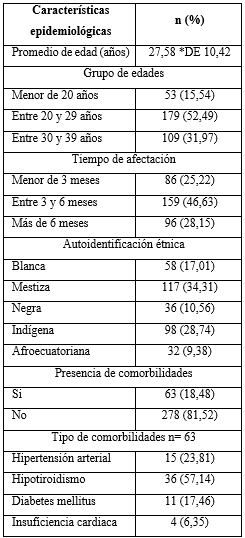 Características epidemiológicas n (%)
Promedio de edad (años) 27,58 *DE 10,42
Grupo de edades
Menor de 20 años 53 (15,54)
Entre 20 y 29 años 179 (52,49)
Entre 30 y 39 años 109 (31,97)
Tiempo de afectación
Menor de 3 meses 86 (25,22)
Entre 3 y 6 meses 159 (46,63)
Más de 6 meses 96 (28,15)
Autoidentificación étnica
Blanca 58 (17,01)
Mestiza 117 (34,31)
Negra 36 (10,56)
Indígena 98 (28,74)
Afroecuatoriana 32 (9,38)
Presencia de comorbilidades
Si 63 (18,48)
No 278 (81,52)
Tipo de comorbilidades n= 63
Hipertensión arterial 15 (23,81)
Hipotiroidismo 36 (57,14)
Diabetes mellitus 11 (17,46)
Insuficiencia cardiaca 4 (6,35)